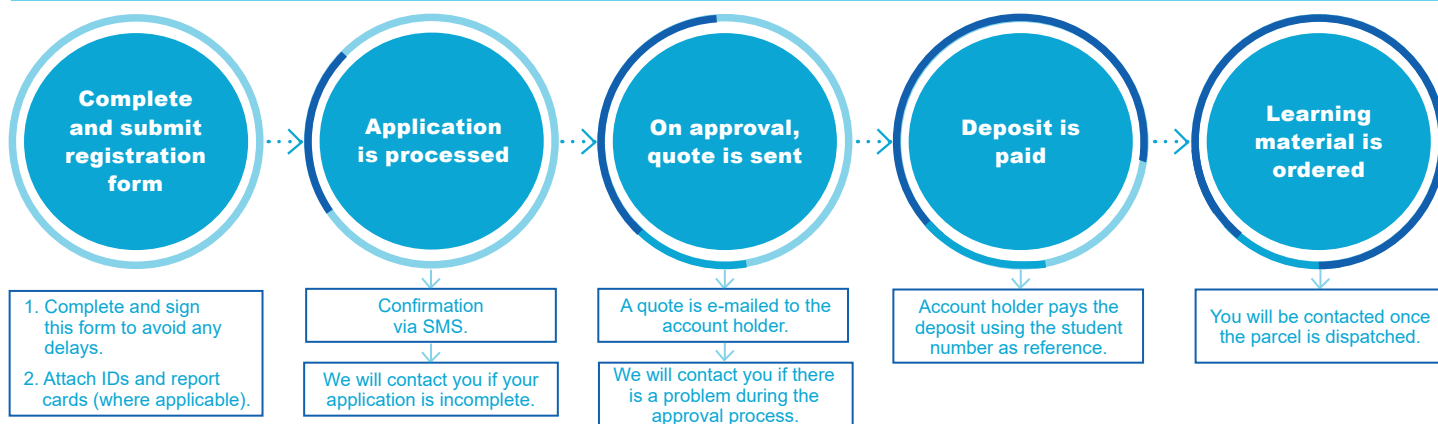 Complete
and submit
registration
form
Application
is processed
On approval,
quote is sent
Deposit is
paid
Learning
material is
ordered
1. Complete and sign
this form to avoid any
delays.
2. Attach IDs and report
cards (where applicable).
Confirmation
via SMS.
We will contact you if your
application is incomplete.
A quote is e-mailed to the
account holder.
We will contact you if there
is a problem during the
approval process.
Account holder pays the
deposit using the student
number as reference.
You will be contacted once
the parcel is dispatched.